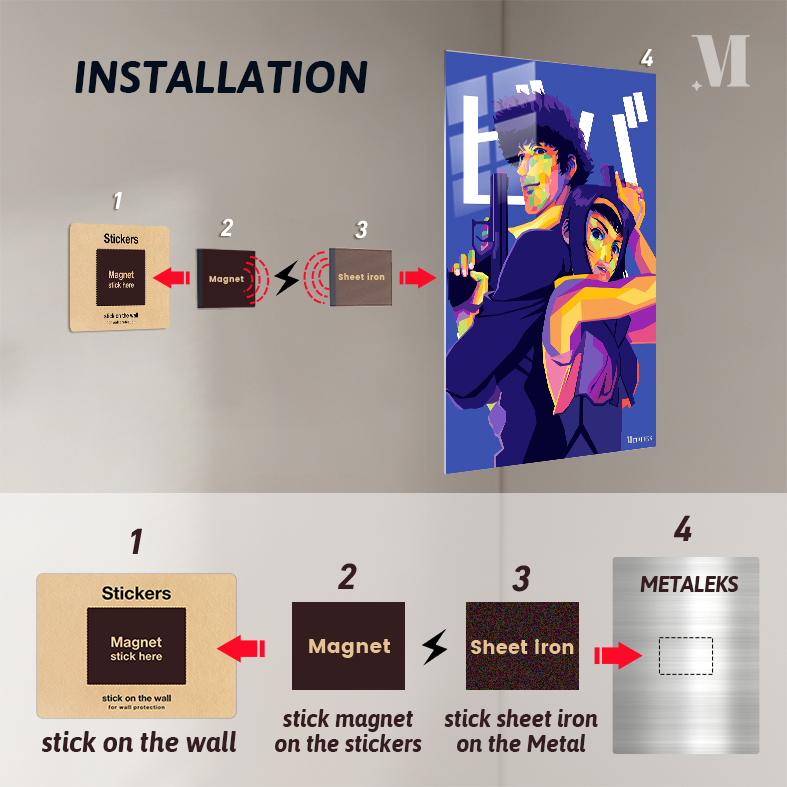 INSTALLATION
M
4
ビバ
1
2
3
Stickers
Magnet
stick here
stick on the wall
for wall protection
Magnet
Sheet iron
METALEKS
1
2
3
4
Stickers
Magnet
stick here
stick on the wall
for wall protection
Magnet
Sheet iron
METALEKS
stick on the wall
stick magnet
on the stickers
stick sheet iron
on the Metal